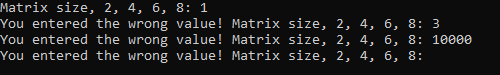 Matrix size, 2, 4, 6, 8: 1
You entered the wrong value! Matrix size, 2, 4, 6, 8: 3
You entered the wrong value! Matrix size, 2, 4, 6, 8: 10000
You entered the wrong value! Matrix size, 2, 4, 6, 8: